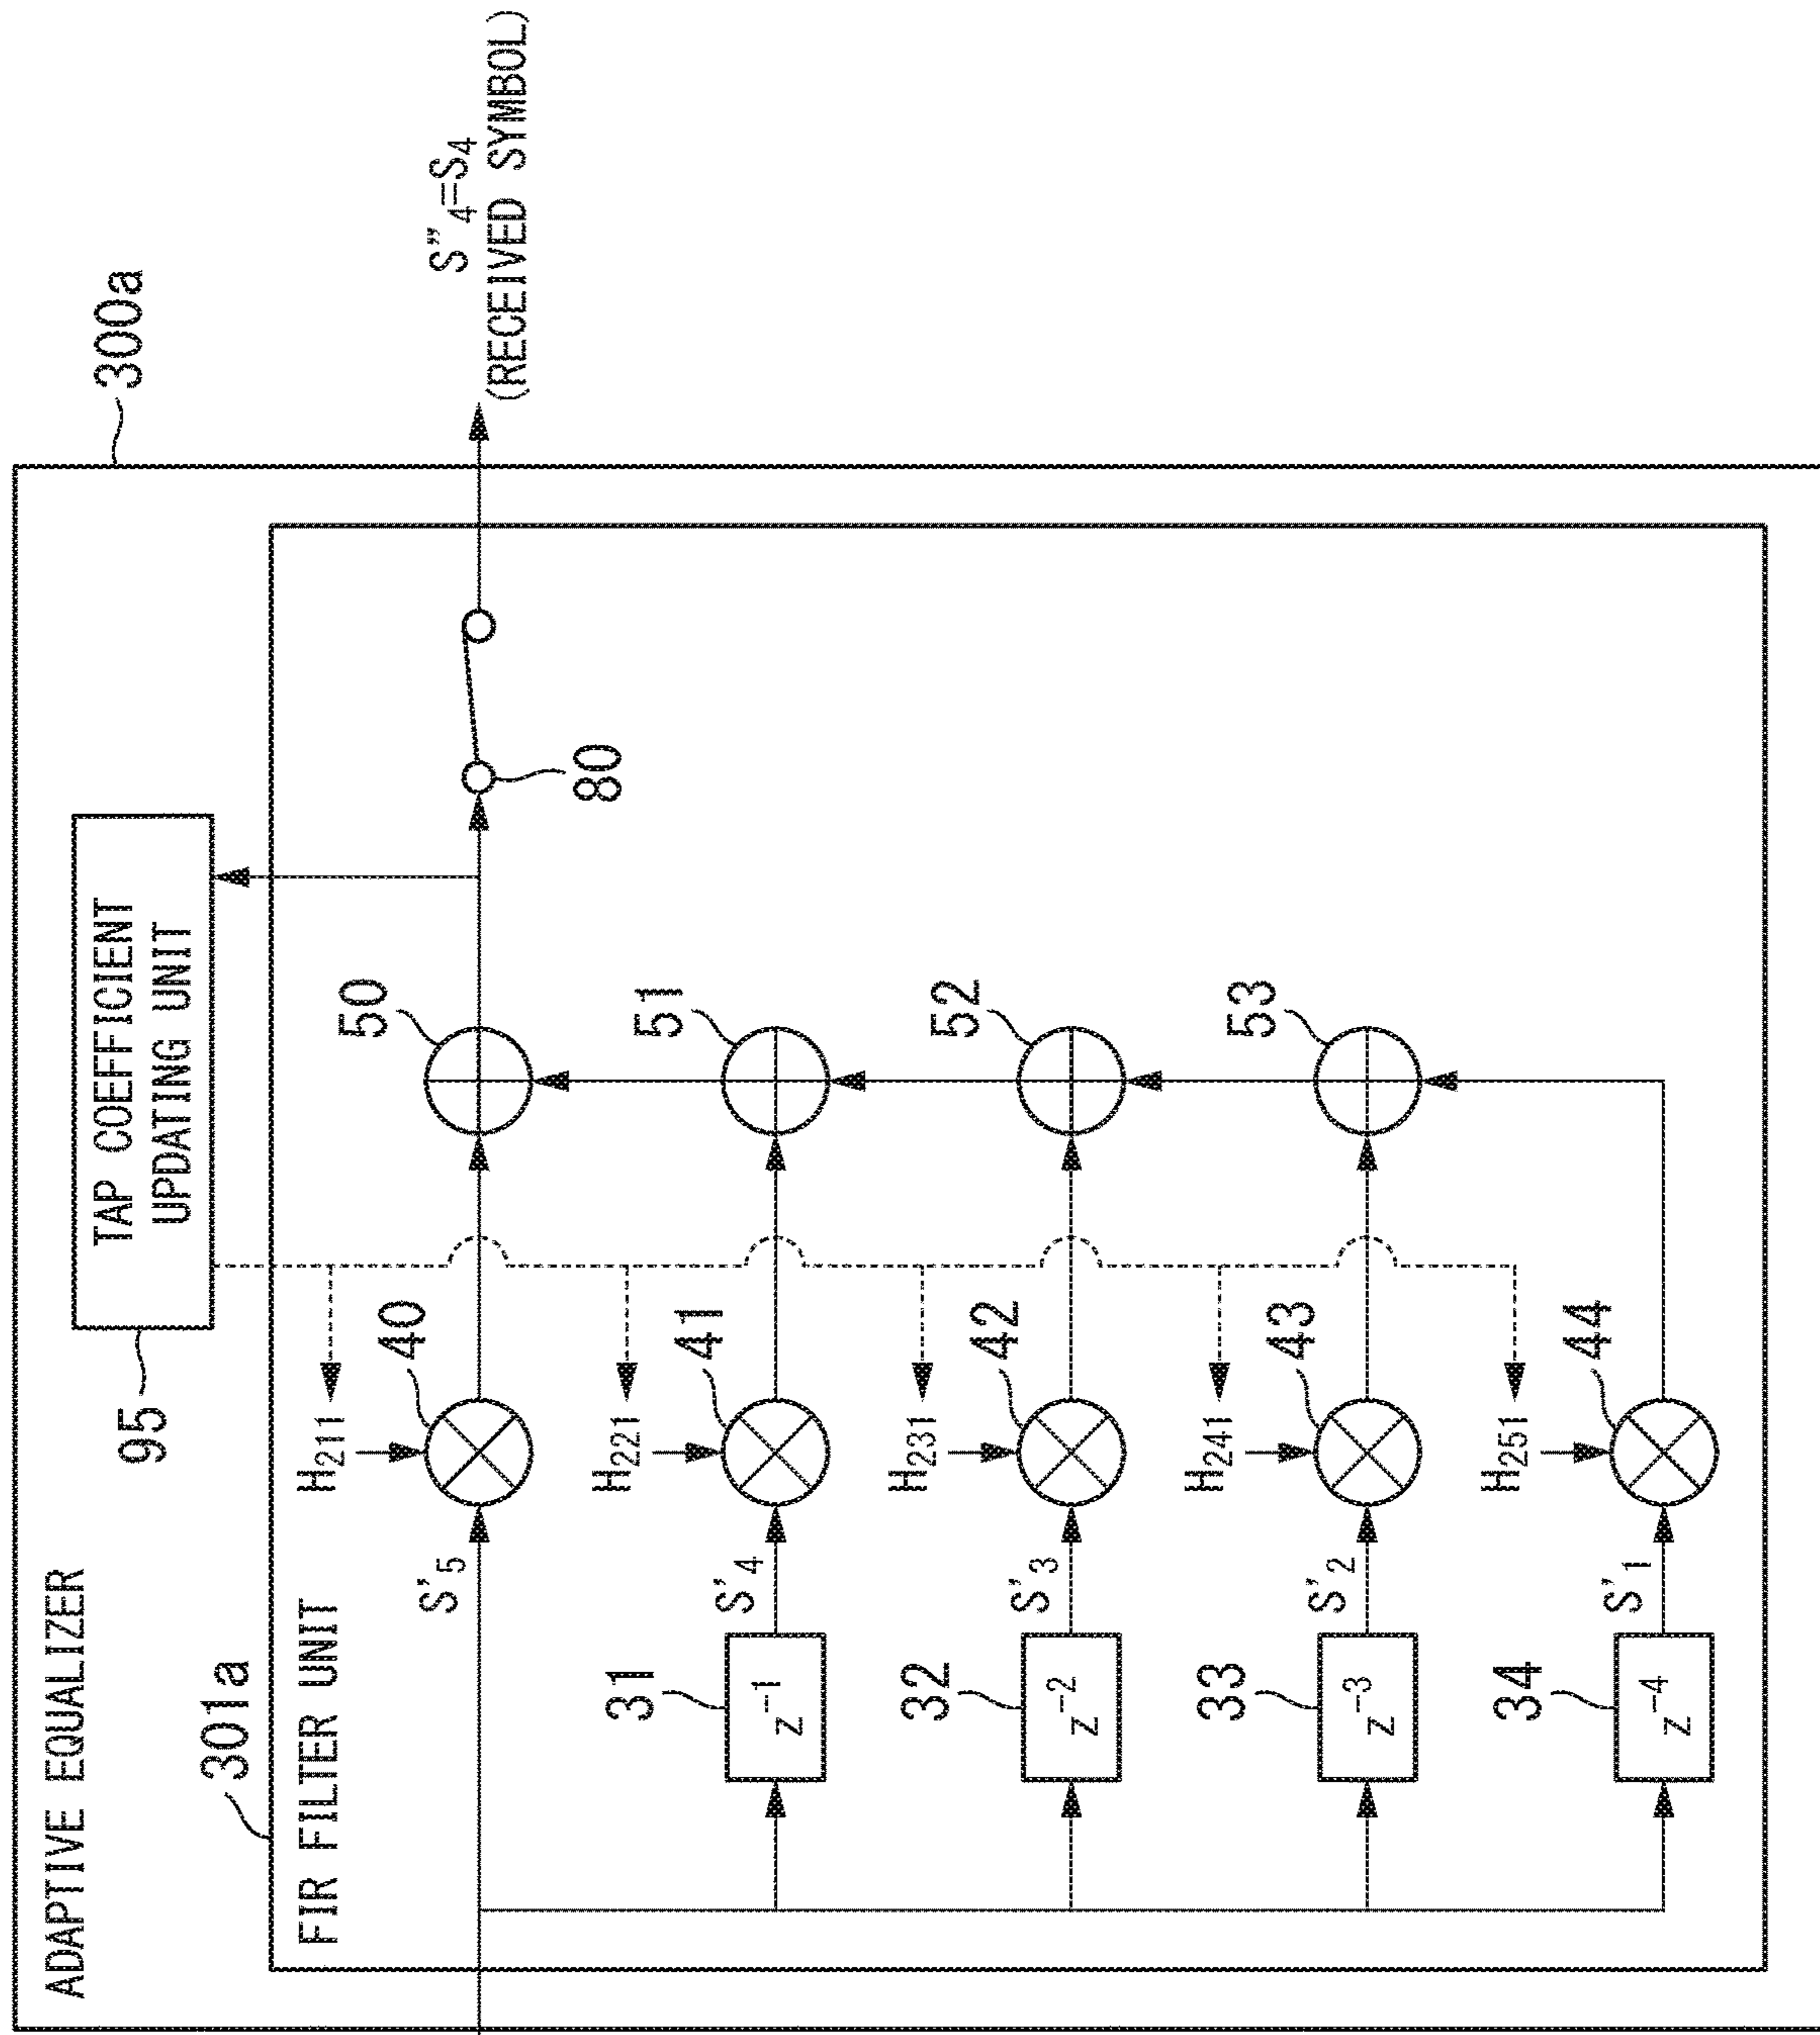 ADAPTIVE EQUALIZER
300a
TAP COEFFICIENT
UPDATING UNIT
95
301a
FIR FILTER UNIT
H211
40
50
S'5
80
S”4=S4
(RECEIVED SYMBOL)
31
z-1
S'4
H221
41
51
32
z-2
S'3
H231
42
52
33
z-3
S'2
H241
43
53
34
z-4
S'1
H251
44